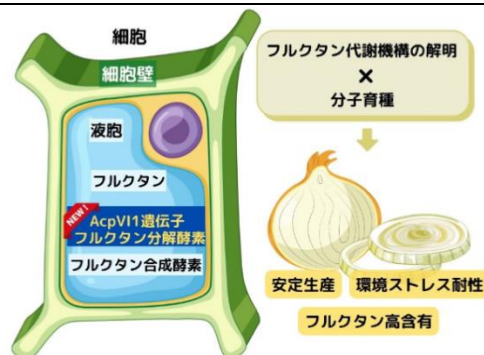 細胞
細胞壁
液胞
フルクタン
NEW!
AcpVI1遺伝子
フルクタン分解酵素
フルクタン合成酵素
フルクタン代謝機構の解明
×
分子育種
安定生産
環境ストレス耐性
フルクタン高含有